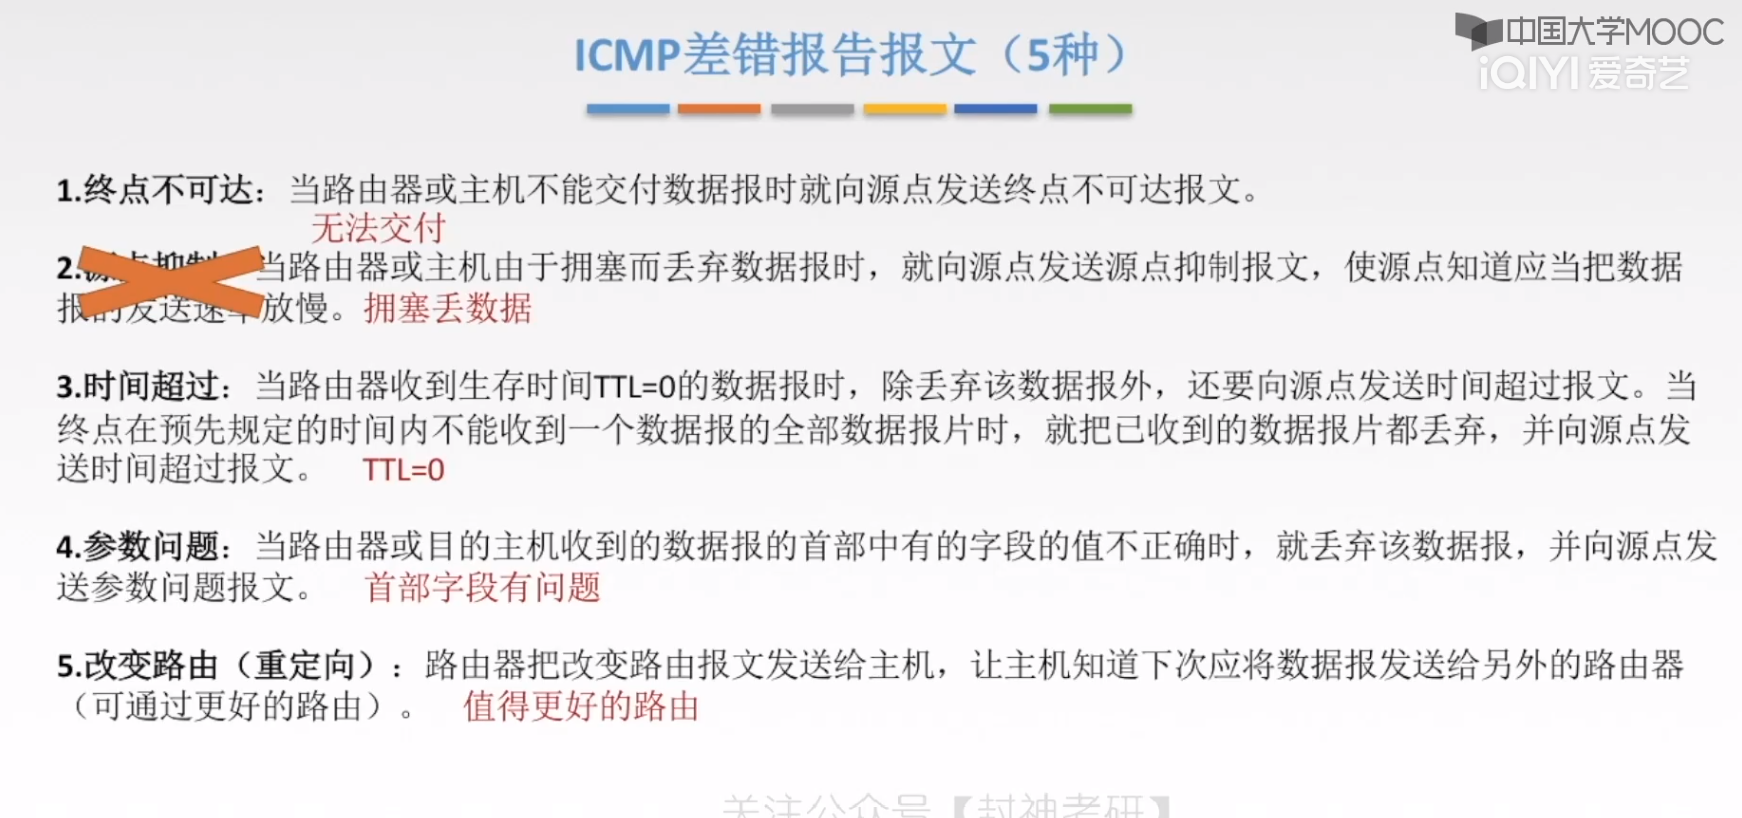 中国大学MOOC
iQIYI 爱奇艺
ICMP差错报告报文（5种）
1.终点不可达：当路由器或主机不能交付数据报时就向源点发送终点不可达报文。
无法交付
2.源点抑制：当路由器或主机由于拥塞而丢弃数据报时，就向源点发送源点抑制报文，使源点知道应当把数据
报的发送速率放慢。拥塞丢数据
3.时间超过：当路由器收到生存时间TTL=0的数据报时，除丢弃该数据报外，还要向源点发送时间超过报文。当
终点在预先规定的时间内不能收到一个数据报的全部数据报片时，就把已收到的数据报片都丢弃，并向源点发
送时间超过报文。 TTL=0
4.参数问题：当路由器或目的主机收到的数据报的首部中有的字段的值不正确时，就丢弃该数据报，并向源点发
送参数问题报文。 首部字段有问题
5.改变路由（重定向）：路由器把改变路由报文发送给主机，让主机知道下次应将数据报发送给另外的路由器
（可通过更好的路由）。 值得更好的路由
关注公众号【封神考研】